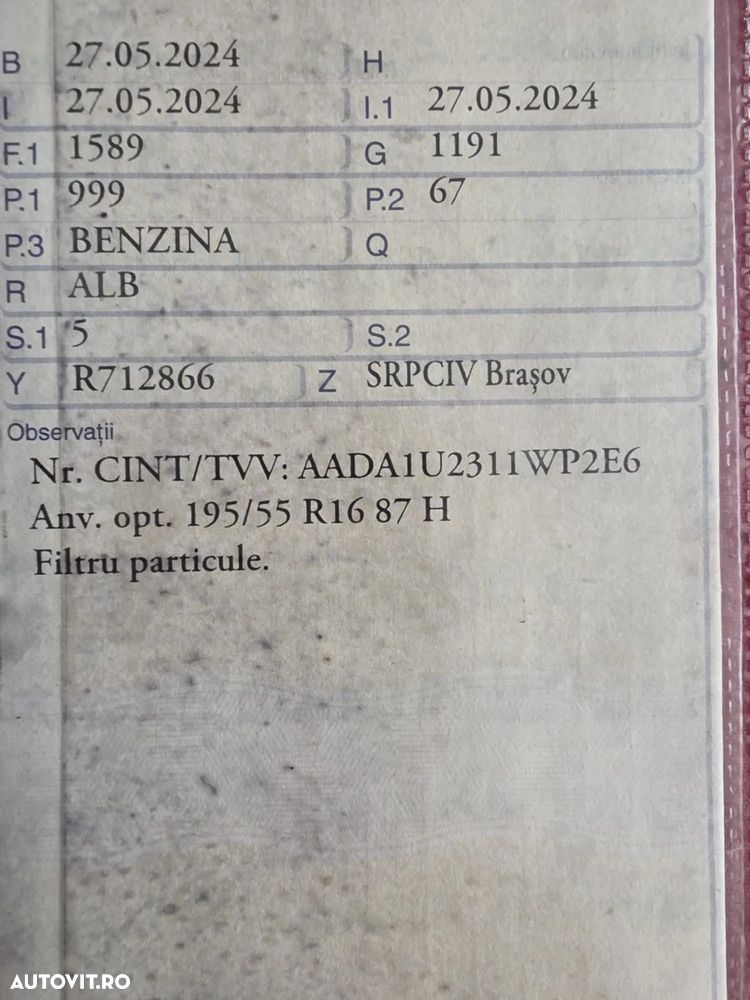 B 27.05.2024 H
I 27.05.2024 I.1 27.05.2024
F.1 1589 G 1191
P.1 999 P.2 67
P.3 BENZINA Q
R ALB
S.1 5 S.2
Y R712866 Z SRPCIV Brașov
Observații
Nr. CINT/TVV: AADA1U2311WP2E6
Anv. opt. 195/55 R16 87 H
Filtru particule.
AUTOVIT.RO